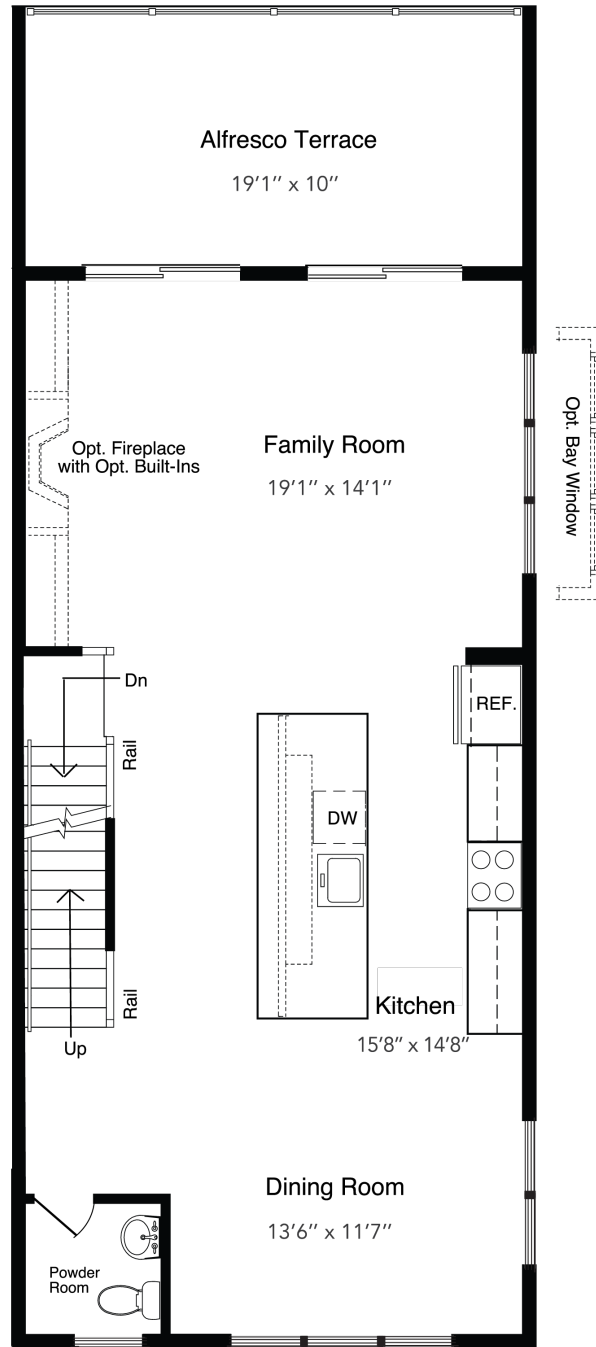 Alfresco Terrace
19'1" x 10"
Opt. Fireplace
with Opt. Built-Ins
Family Room
19'1" x 14'1"
Opt. Bay Window
Dn
REF.
Rail
DW
Rail
Kitchen
15'8" x 14'8"
Up
Dining Room
13'6" x 11'7"
Powder
Room